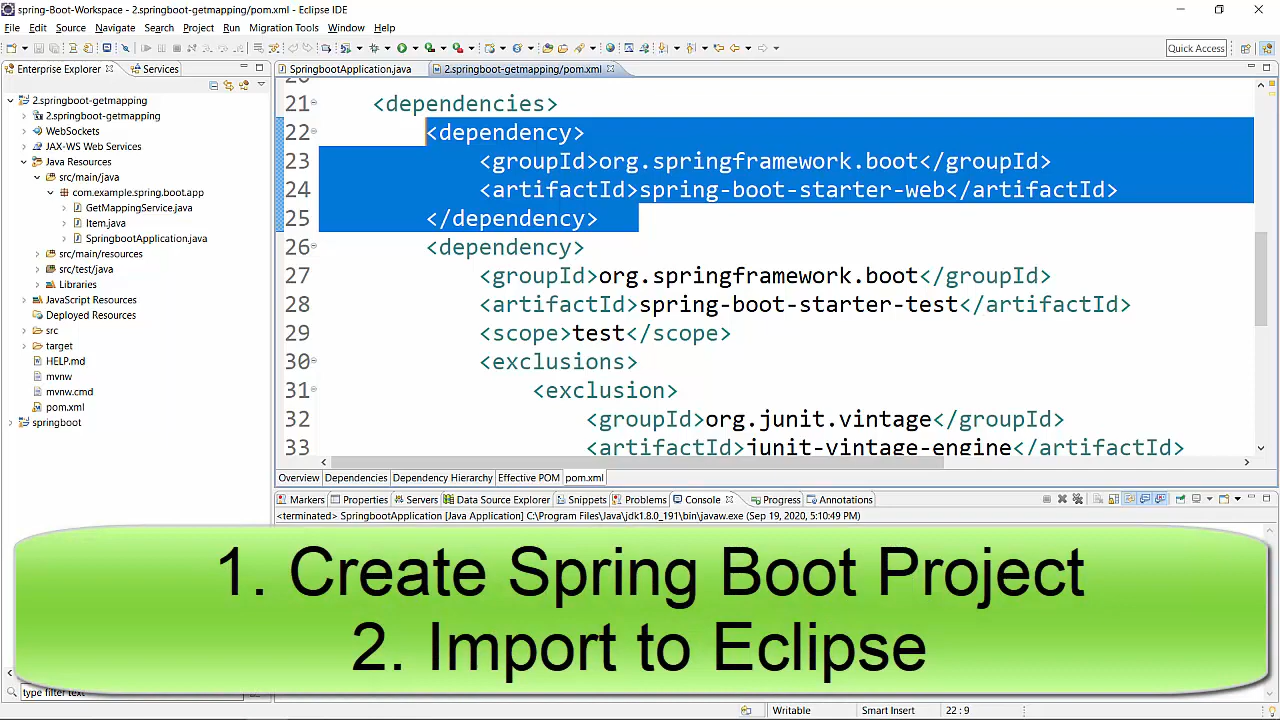 spring-Boot-Workspace - 2.springboot-getmapping/pom.xml - Eclipse IDE
File Edit Source Navigate Search Project Run Migration Tools Window Help
Quick Access
Enterprise Explorer
Services
2.springboot-getmapping
2.springboot-getmapping
WebSockets
JAX-WS Web Services
Java Resources
src/main/java
com.example.spring.boot.app
GetMappingService.java
Item.java
SpringbootApplication.java
src/main/resources
src/test/java
Libraries
JavaScript Resources
Deployed Resources
src
target
HELP.md
mvnw
mvnw.cmd
pom.xml
springboot
type filter text
SpringbootApplication.java
2.springboot-getmapping/pom.xml
20
21 <dependencies>
22 <dependency>
23 <groupId>org.springframework.boot</groupId>
24 <artifactId>spring-boot-starter-web</artifactId>
25 </dependency>
26 <dependency>
27 <groupId>org.springframework.boot</groupId>
28 <artifactId>spring-boot-starter-test</artifactId>
29 <scope>test</scope>
30 <exclusions>
31 <exclusion>
32 <groupId>org.junit.vintage</groupId>
33 <artifactId>junit-vintage-engine</artifactId>
Overview Dependencies Dependency Hierarchy Effective POM pom.xml
Markers Properties Servers Data Source Explorer Snippets Problems Console Progress Annotations
<terminated> SpringbootApplication [Java Application] C:\Program Files\Java\jdk1.8.0_191\bin\javaw.exe (Sep 19, 2020, 5:10:49 PM)
1. Create Spring Boot Project
2. Import to Eclipse
Writable Smart Insert 22 : 9